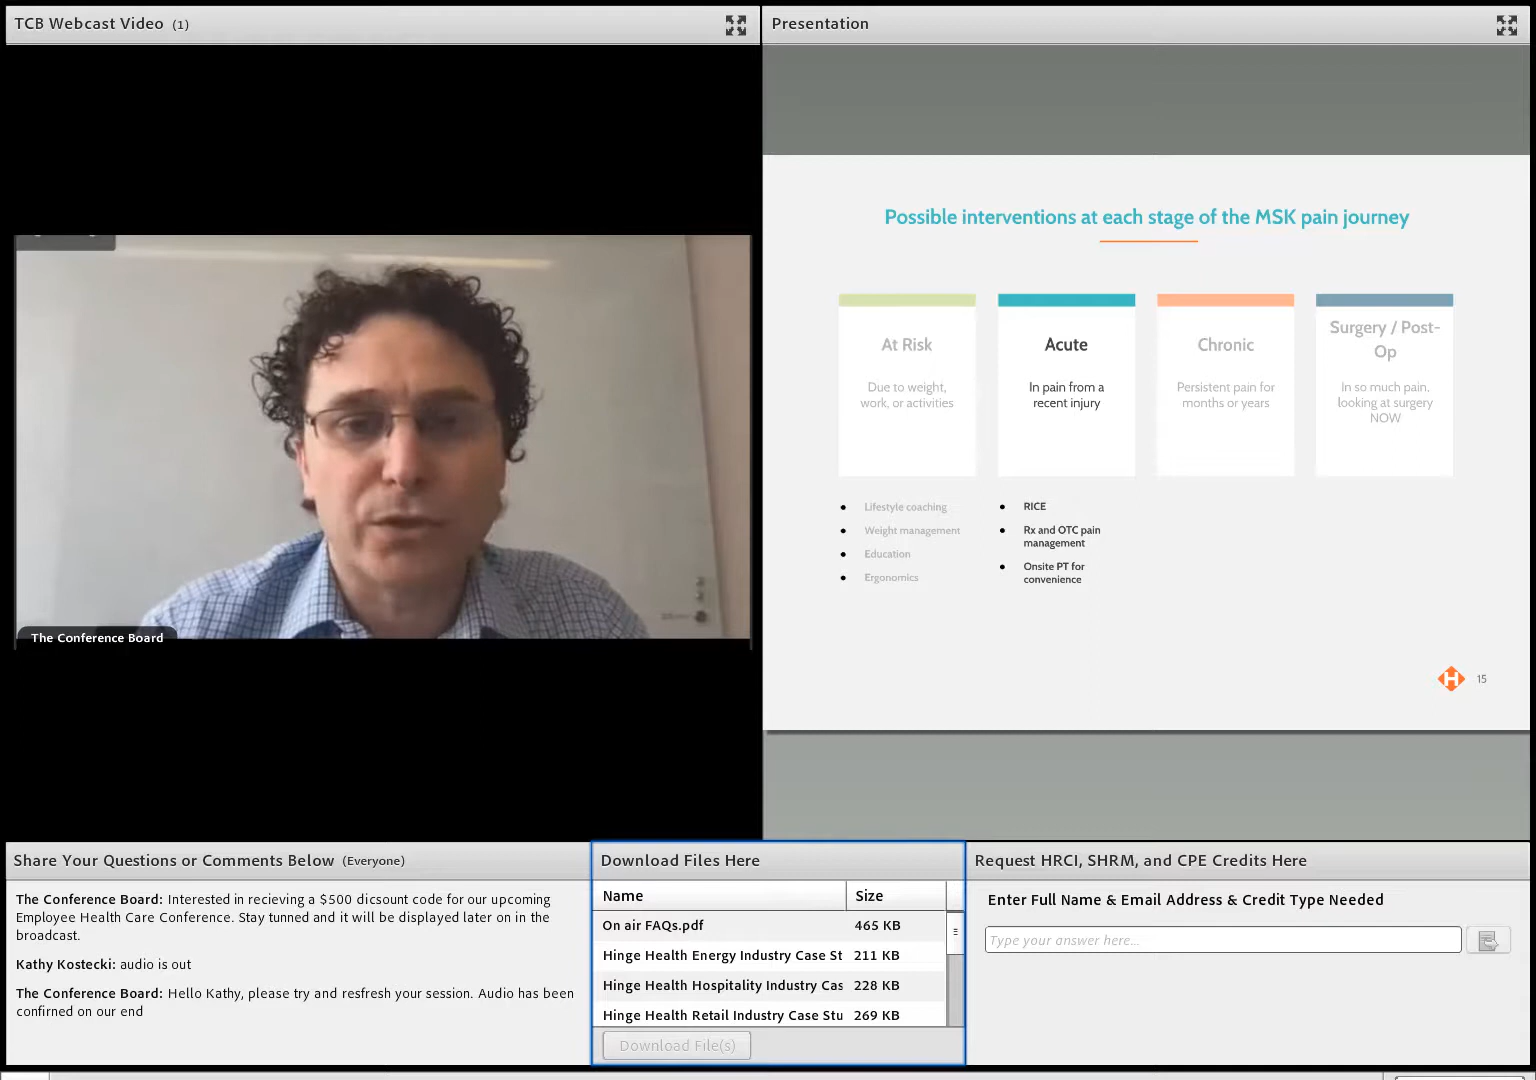 TCB Webcast Video (1)
The Conference Board
Presentation
Possible interventions at each stage of the MSK pain journey
At Risk
Due to weight,
work, or activities
Lifestyle coaching
Weight management
Education
Ergonomics
Acute
In pain from a
recent injury
RICE
Rx and OTC pain
management
Onsite PT for
convenience
Chronic
Persistent pain for
months or years
Surgery / Post-
Op
In so much pain,
looking at surgery
NOW
H
15
Share Your Questions or Comments Below (Everyone)
The Conference Board: Interested in recieving a $500 dicsount code for our upcoming
Employee Health Care Conference. Stay tunned and it will be displayed later on in the
broadcast.
Kathy Kostecki: audio is out
The Conference Board: Hello Kathy, please try and resfresh your session. Audio has been
confirned on our end
Download Files Here
Name Size
On air FAQs.pdf 465 KB
Hinge Health Energy Industry Case St 211 KB
Hinge Health Hospitality Industry Cas 228 KB
Hinge Health Retail Industry Case Stu 269 KB
Download File(s)
Request HRCI, SHRM, and CPE Credits Here
Enter Full Name & Email Address & Credit Type Needed
Type your answer here...